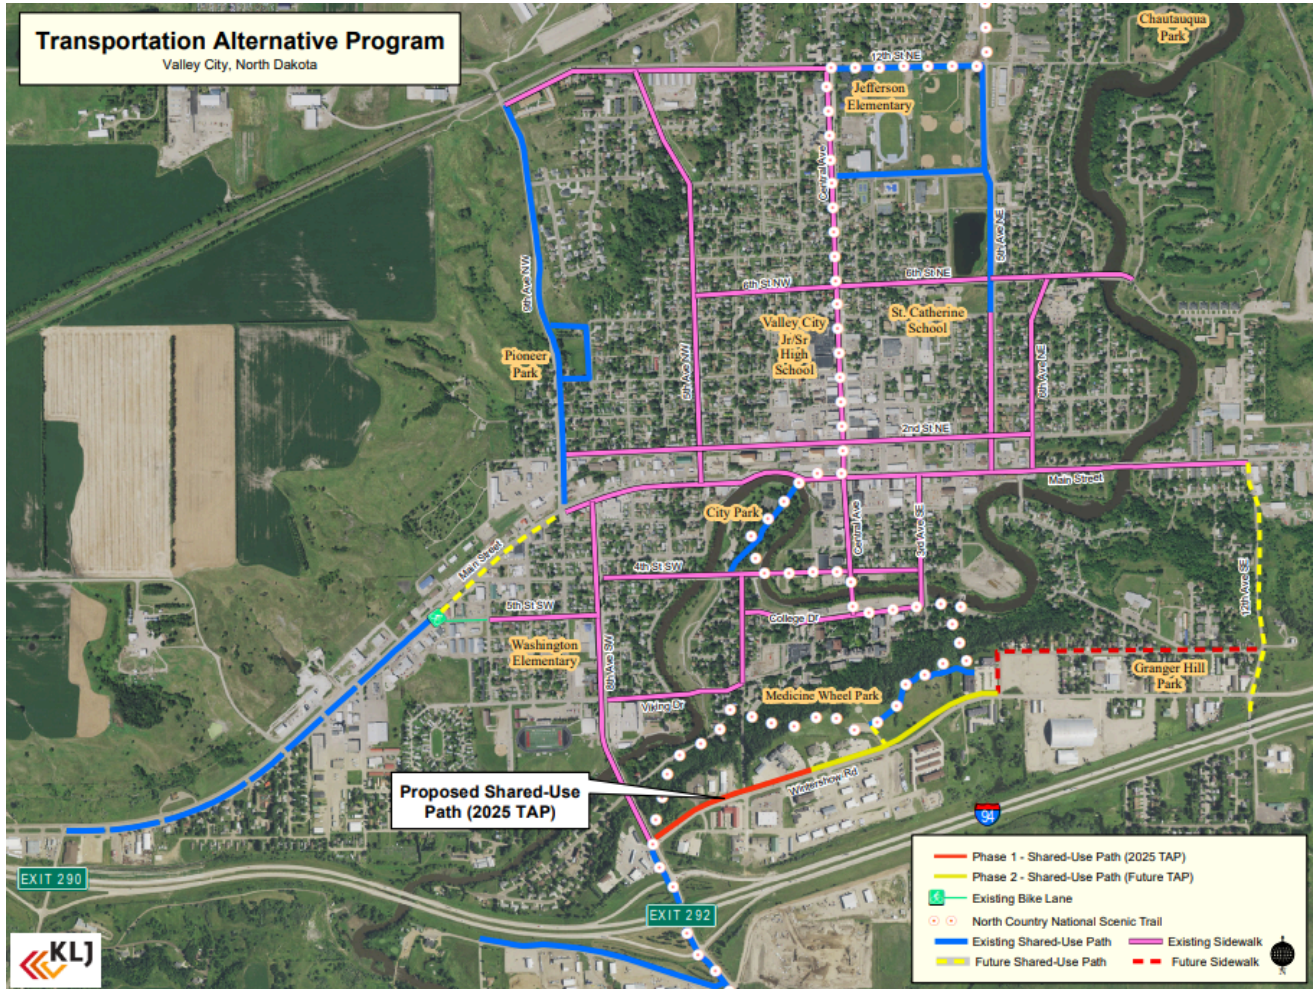 Transportation Alternative Program
Valley City, North Dakota
Chautauqua
Park
12th St NE
Jefferson
Elementary
Central Ave
5th Ave NE
9th Ave NW
6th St NW
6th St NE
Valley City
Jr/Sr
High
School
St. Catherine
School
Pioneer
Park
5th Ave NW
8th Ave NE
2nd St NE
Main Street
City Park
Main Street
Central Ave
3rd Ave SE
12th Ave SE
4th St SW
5th St SW
College Dr
Washington
Elementary
8th Ave SW
Granger Hill
Park
Medicine Wheel Park
Viking Dr
Proposed Shared-Use
Path (2025 TAP)
Wintershow Rd
94
EXIT 290
EXIT 292
Phase 1 - Shared-Use Path (2025 TAP)
Phase 2 - Shared-Use Path (Future TAP)
Existing Bike Lane
North Country National Scenic Trail
Existing Shared-Use Path
Existing Sidewalk
Future Shared-Use Path
Future Sidewalk
N
KLJ